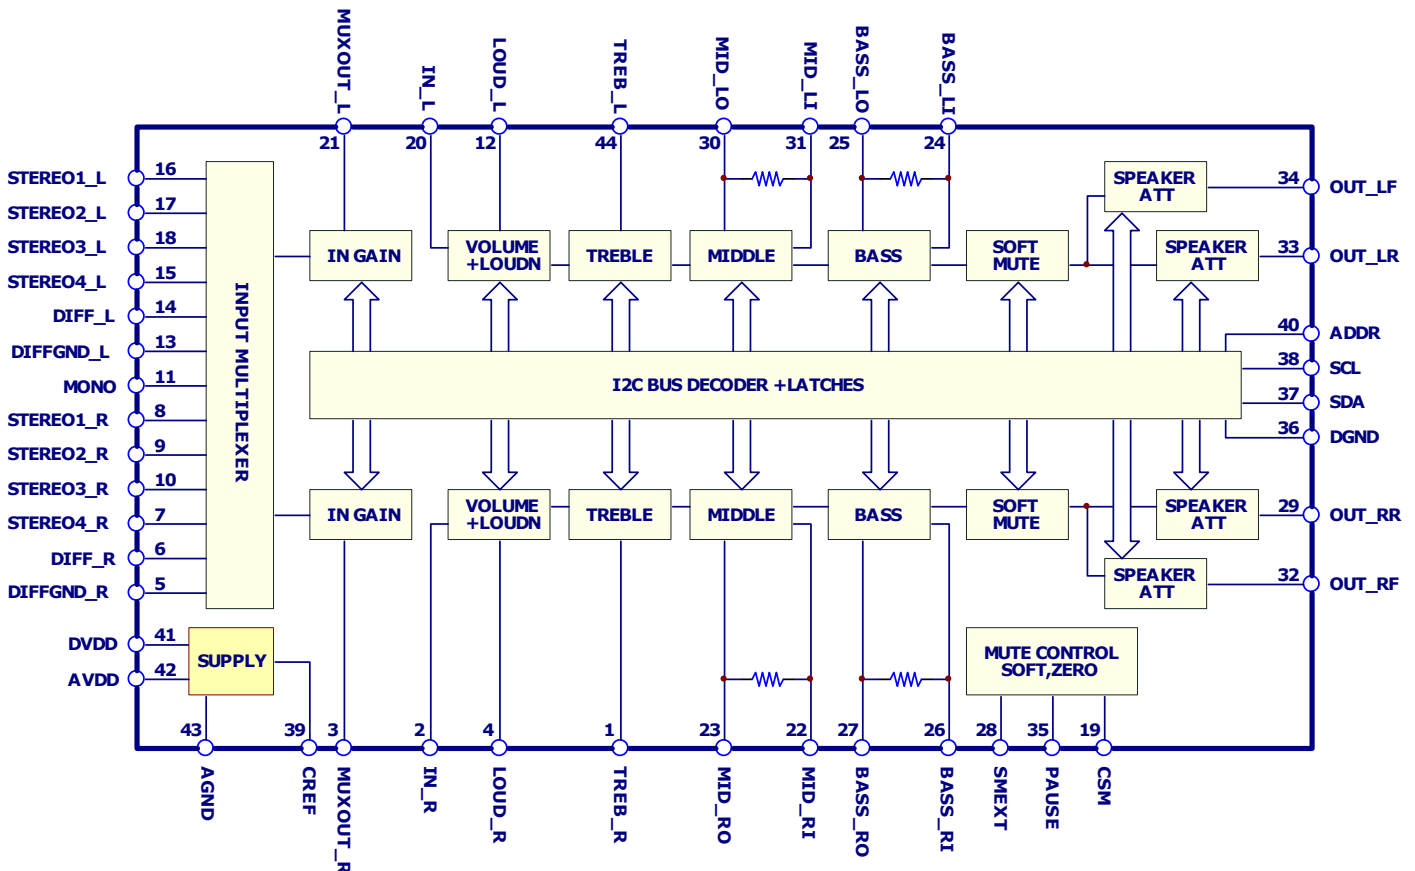 MUXOUT_L
IN_L
LOUD_L
TREB_L
MID_LO
MID_LI
BASS_LO
BASS_LI
21
20
12
44
30
31
25
24
STEREO1_L
16
STEREO2_L
17
STEREO3_L
18
STEREO4_L
15
DIFF_L
14
DIFFGND_L
13
MONO
11
STEREO1_R
8
STEREO2_R
9
STEREO3_R
10
STEREO4_R
7
DIFF_R
6
DIFFGND_R
5
INPUT MULTIPLEXER
IN GAIN
VOLUME
+LOUDN
TREBLE
MIDDLE
BASS
SOFT
MUTE
SPEAKER
ATT
SPEAKER
ATT
34
OUT_LF
33
OUT_LR
I2C BUS DECODER +LATCHES
40
ADDR
38
SCL
37
SDA
36
DGND
IN GAIN
VOLUME
+LOUDN
TREBLE
MIDDLE
BASS
SOFT
MUTE
SPEAKER
ATT
SPEAKER
ATT
29
OUT_RR
32
OUT_RF
DVDD
41
AVDD
42
SUPPLY
MUTE CONTROL
SOFT,ZERO
43
39
3
2
4
1
23
22
27
26
28
35
19
AGND
CREF
MUXOUT_R
IN_R
LOUD_R
TREB_R
MID_RO
MID_RI
BASS_RO
BASS_RI
SMEXT
PAUSE
CSM